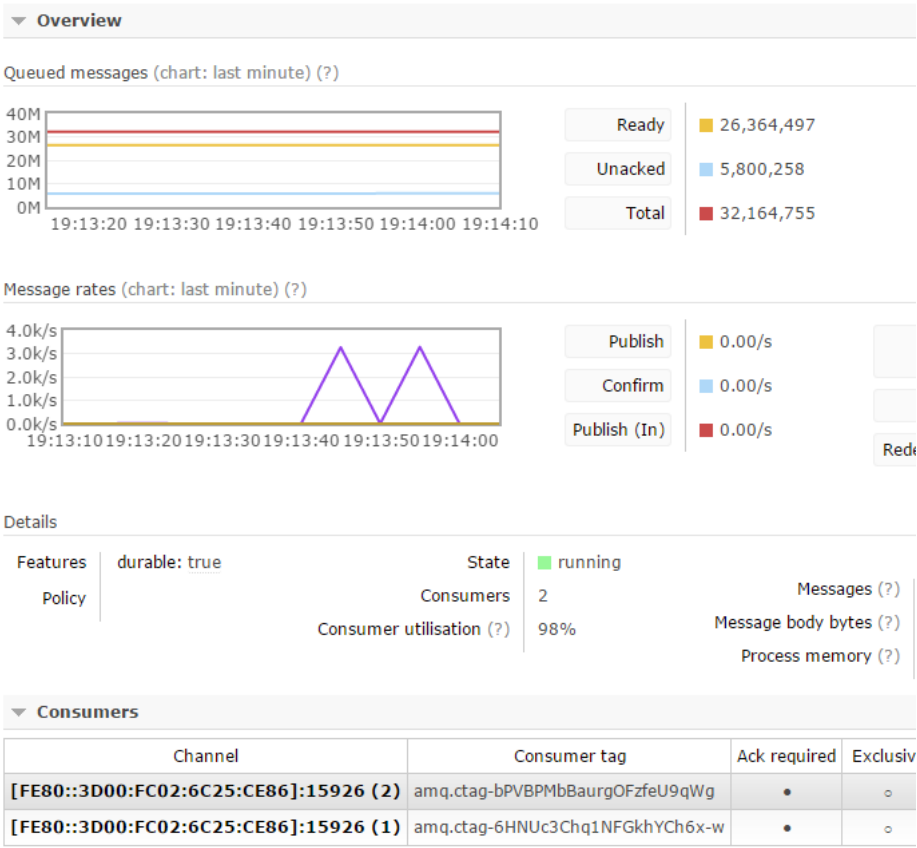 Overview
Queued messages (chart: last minute) (?)
40M
30M
20M
10M
0M
19:13:20 19:13:30 19:13:40 19:13:50 19:14:00 19:14:10
Ready 26,364,497
Unacked 5,800,258
Total 32,164,755
Message rates (chart: last minute) (?)
4.0k/s
3.0k/s
2.0k/s
1.0k/s
0.0k/s
19:13:10 19:13:20 19:13:30 19:13:40 19:13:50 19:14:00
Publish 0.00/s
Confirm 0.00/s
Publish (In) 0.00/s
Rede
Details
Features durable: true
Policy
State running
Consumers 2
Consumer utilisation (?) 98%
Messages (?)
Message body bytes (?)
Process memory (?)
Consumers
Channel Consumer tag Ack required Exclusiv
[FE80::3D00:FC02:6C25:CE86]:15926 (2) amq.ctag-bPVBPMbBaurgOFzfeU9qWg ● ○
[FE80::3D00:FC02:6C25:CE86]:15926 (1) amq.ctag-6HNUc3Chq1NFGkhYCh6x-w ● ○